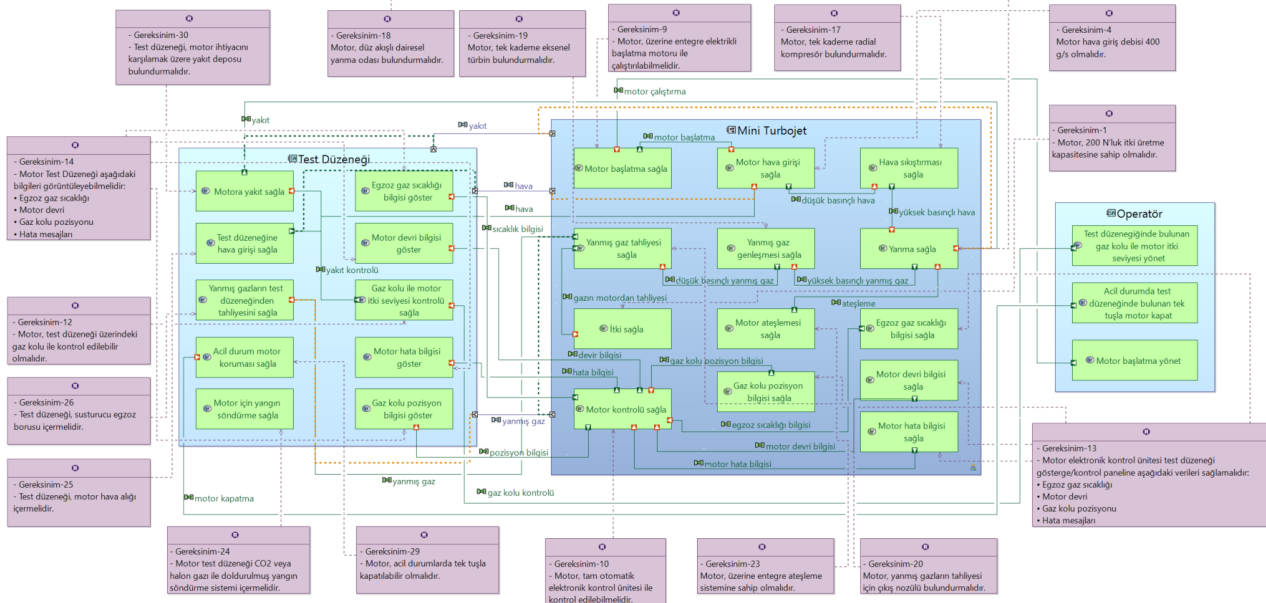 - Gereksinim-30
- Test düzeneği, motor ihtiyacını
karşılamak üzere yakıt deposu
bulundurmalıdır.
- Gereksinim-18
Motor, düz akışlı dairesel
yanma odası bulundurmalıdır.
- Gereksinim-19
Motor, tek kademe eksenel
türbin bulundurmalıdır.
- Gereksinim-9
- Motor, üzerine entegre elektrikli
başlatma motoru ile
çalıştırılabilmelidir.
- Gereksinim-17
Motor, tek kademe radial
kompresör bulundurmalıdır.
- Gereksinim-4
Motor hava giriş debisi 400
g/s olmalıdır.
- Gereksinim-1
- Motor, 200 N'luk itki üretme
kapasitesine sahip olmalıdır.
- Gereksinim-14
- Motor Test Düzeneği aşağıdaki
bilgileri görüntüleyebilmelidir:
• Egzoz gaz sıcaklığı
• Motor devri
• Gaz kolu pozisyonu
• Hata mesajları
- Gereksinim-12
- Motor, test düzeneği üzerindeki
gaz kolu ile kontrol edilebilir
olmalıdır.
- Gereksinim-26
- Test düzeneği, susturucu egzoz
borusu içermelidir.
- Gereksinim-25
- Test düzeneği, motor hava alığı
içermelidir.
- Gereksinim-24
- Motor test düzeneği CO2 veya
halon gazı ile doldurulmuş yangın
söndürme sistemi içermelidir.
- Gereksinim-29
- Motor, acil durumlarda tek tuşla
kapatılabilir olmalıdır.
- Gereksinim-10
- Motor, tam otomatik
elektronik kontrol ünitesi ile
kontrol edilebilmelidir.
- Gereksinim-23
Motor, üzerine entegre ateşleme
sistemine sahip olmalıdır.
- Gereksinim-20
Motor, yanmış gazların tahliyesi
için çıkış nozülü bulundurmalıdır.
- Gereksinim-13
- Motor elektronik kontrol ünitesi test düzeneği
gösterge/kontrol paneline aşağıdaki verileri sağlamalıdır:
• Egzoz gaz sıcaklığı
• Motor devri
• Gaz kolu pozisyonu
• Hata mesajları
Test Düzeneği
Motora yakıt sağla
Egzoz gaz sıcaklığı
bilgisi göster
Test düzeneğine
hava girişi sağla
Motor devri bilgisi
göster
Yanmış gazların test
düzeneğinden
tahliyesini sağla
Gaz kolu ile motor
itki seviyesi kontrolü
sağla
Acil durum motor
koruması sağla
Motor hata bilgisi
göster
Motor için yangın
söndürme sağla
Gaz kolu pozisyon
bilgisi göster
Mini Turbojet
Motor başlatma sağla
Motor hava girişi
sağla
Hava sıkıştırması
sağla
Yanmış gaz tahliyesi
sağla
Yanmış gaz
genleşmesi sağla
Yanma sağla
İtki sağla
Motor ateşlemesi
sağla
Egzoz gaz sıcaklığı
bilgisi sağla
Motor kontrolü sağla
Gaz kolu pozisyon
bilgisi sağla
Motor devri bilgisi
sağla
Motor hata bilgisi
sağla
Operatör
Test düzeneğinde bulunan
gaz kolu ile motor itki
seviyesi yönet
Acil durumda test
düzeneğinde bulunan tek
tuşla motor kapat
Motor başlatma yönet
motor çalıştırma
yakıt
yakıt
motor başlatma
hava
hava
düşük basınçlı hava
yüksek basınçlı hava
sıcaklık bilgisi
yakıt kontrolü
düşük basınçlı yanmış gaz
yüksek basınçlı yanmış gaz
gazın motordan tahliyesi
ateşleme
devir bilgisi
gaz kolu pozisyon bilgisi
hata bilgisi
yanmış gaz
egzoz sıcaklığı bilgisi
pozisyon bilgisi
motor devri bilgisi
motor hata bilgisi
yanmış gaz
gaz kolu kontrolü
motor kapatma